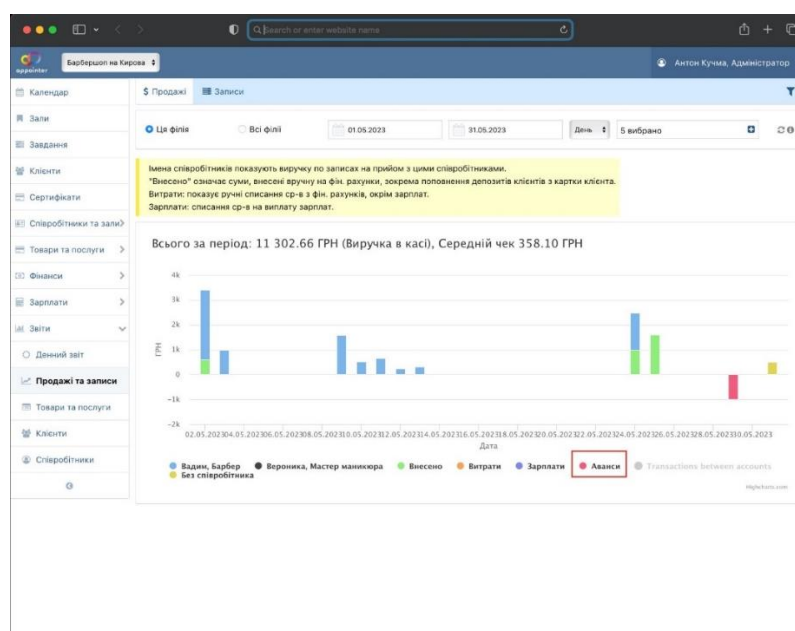 Search or enter website name
appointer
Барбершоп на Кирова
Антон Кучма, Адміністратор
Календар
Зали
Завдання
Клієнти
Сертифікати
Співробітники та зали
Товари та послуги
Фінанси
Зарплати
Звіти
Денний звіт
Продажі та записи
Товари та послуги
Клієнти
Співробітники
$ Продажі
Записи
Ця філія
Всі філії
01.05.2023
31.05.2023
День
5 вибрано
Імена співробітників показують виручку по записах на прийом з цими співробітниками.
"Внесено" означає суми, внесені вручну на фін. рахунки, зокрема поповнення депозитів клієнтів з картки клієнта.
Витрати: показує ручні списання ср-в з фін. рахунків, окрім зарплат.
Зарплати: списання ср-в на виплату зарплат.
Всього за період: 11 302.66 ГРН (Виручка в касі), Середній чек 358.10 ГРН
4k
3k
2k
1k
0
-1k
-2k
ГРН
02.05.2023 04.05.2023 06.05.2023 08.05.2023 10.05.2023 12.05.2023 14.05.2023 16.05.2023 18.05.2023 20.05.2023 22.05.2023 24.05.2023 26.05.2023 28.05.2023 30.05.2023
Дата
Вадим, Барбер Вероника, Мастер маникюра Внесено Витрати Зарплати Аванси Transactions between accounts
Без співробітника
Highcharts.com